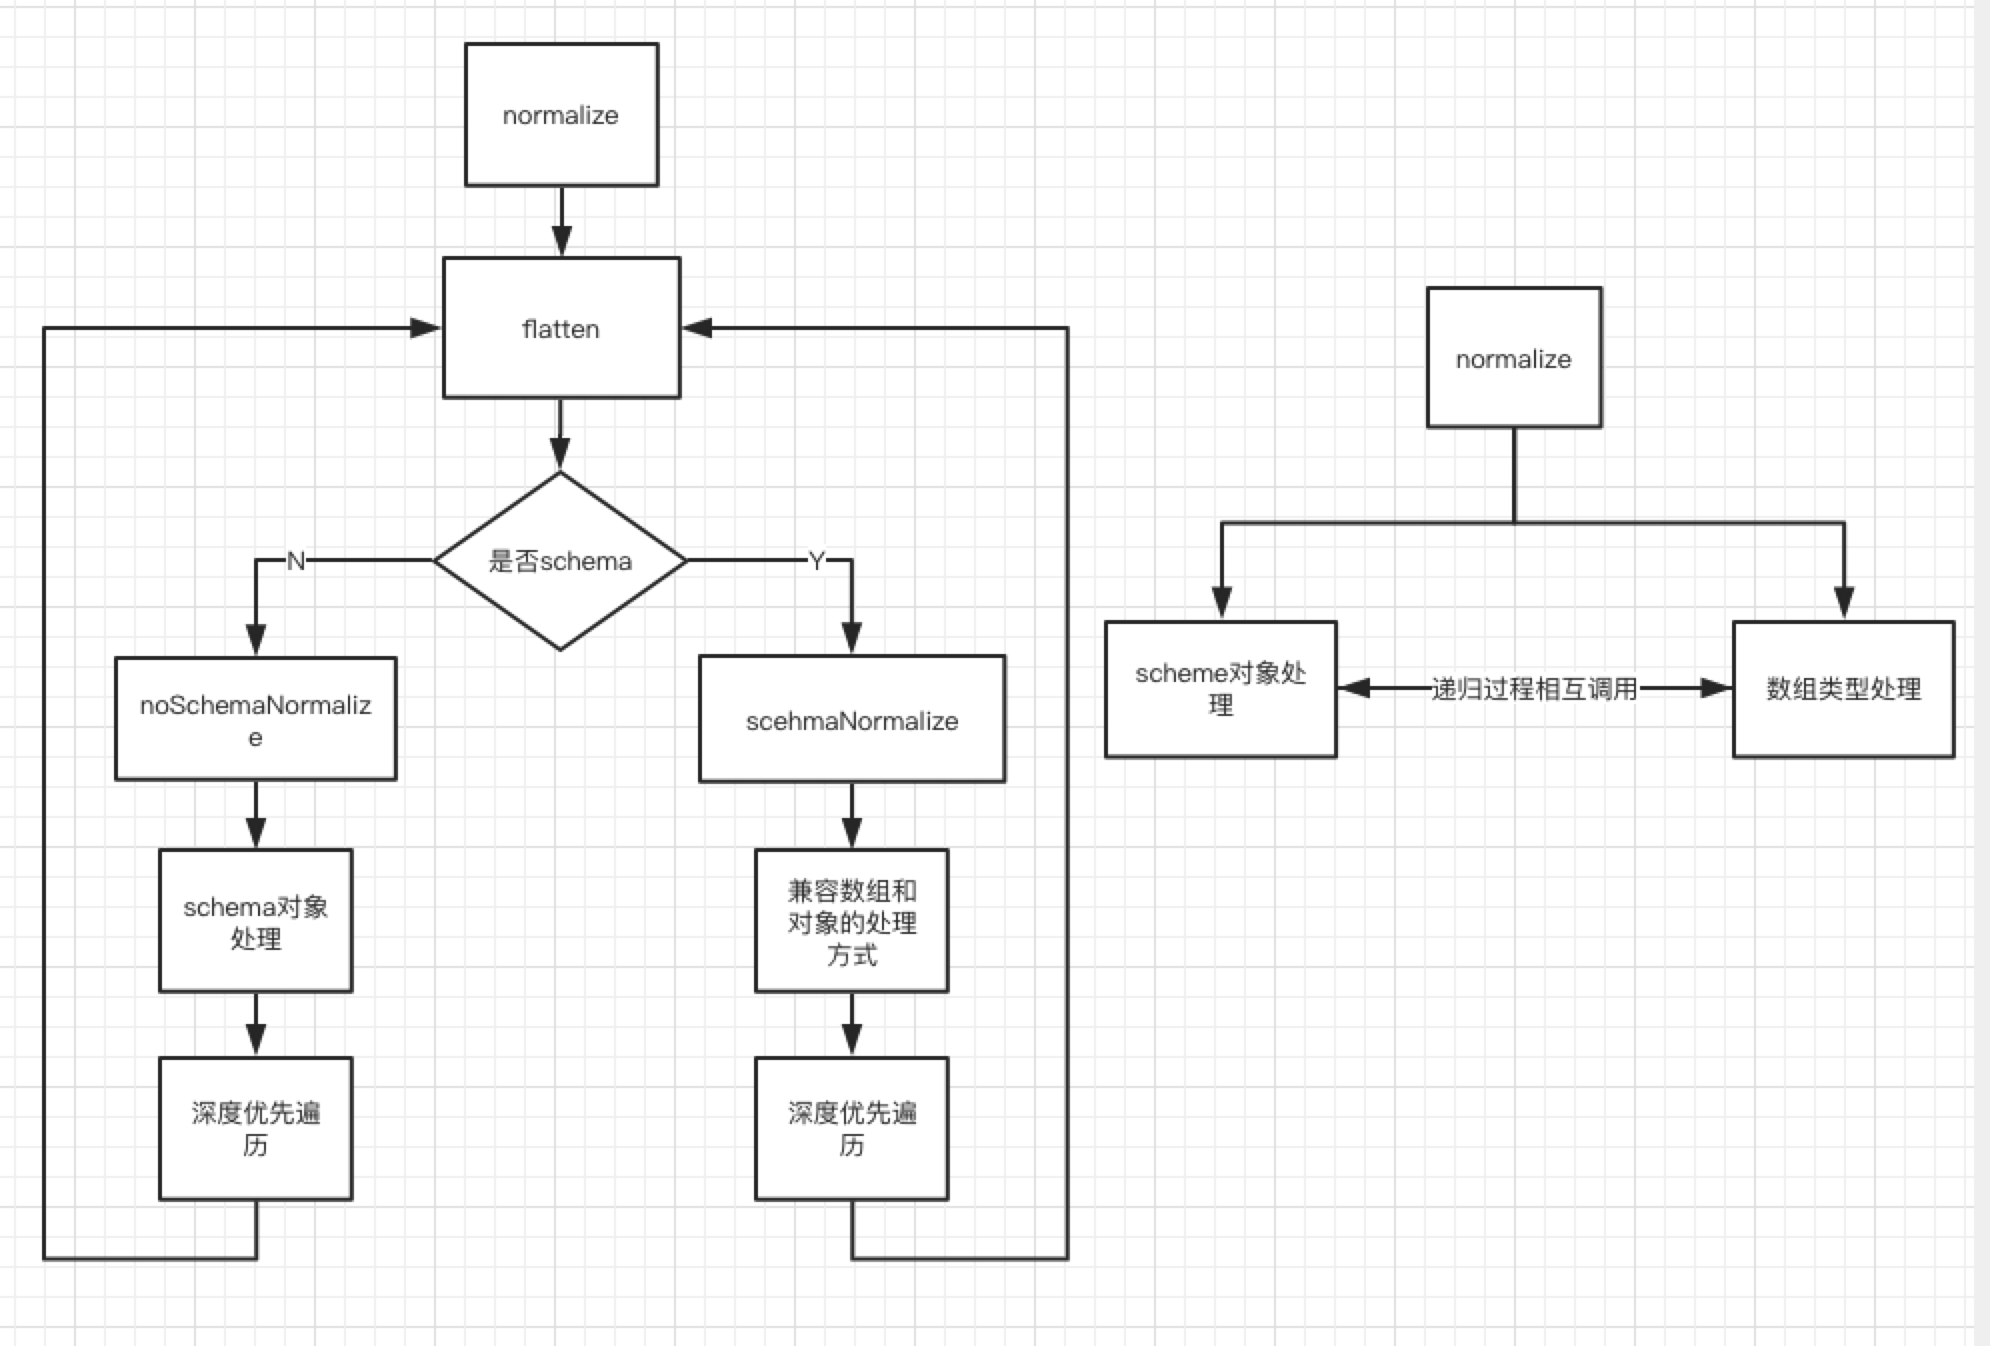 normalize
flatten
是否schema
N
Y
noSchemaNormaliz
e
scehmaNormalize
schema对象
处理
兼容数组和
对象的处理
方式
深度优先遍
历
深度优先遍
历
normalize
scheme对象处
理
递归过程相互调用
数组类型处理